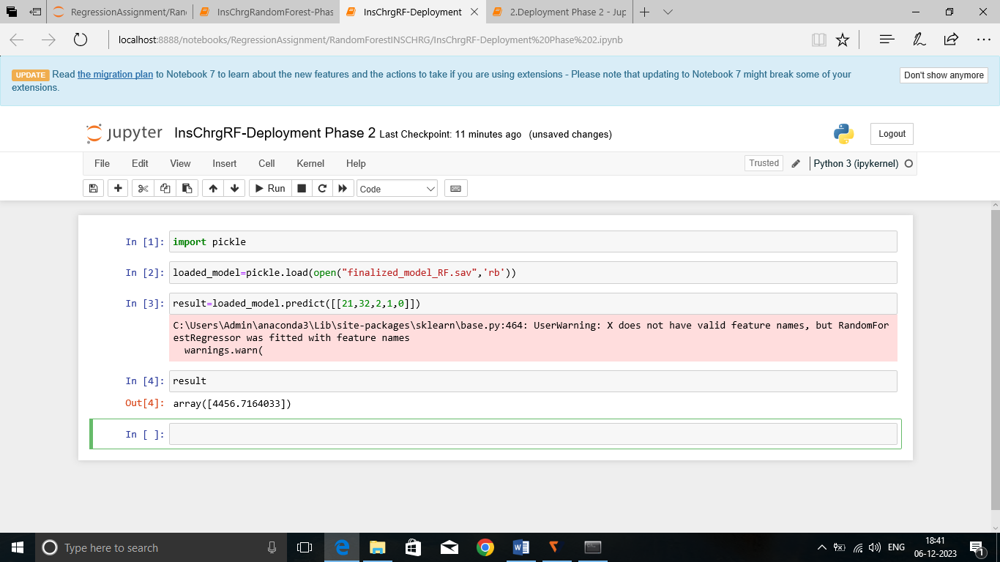 RegressionAssignment/Ran
InsChrgRandomForest-Phas
InsChrgRF-Deployment
2.Deployment Phase 2 - Jup
localhost:8888/notebooks/RegressionAssignment/RandomForestINSCHRG/InsChrgRF-Deployment%20Phase%202.ipynb
UPDATE Read the migration plan to Notebook 7 to learn about the new features and the actions to take if you are using extensions - Please note that updating to Notebook 7 might break some of your
extensions.
Don't show anymore
jupyter InsChrgRF-Deployment Phase 2 Last Checkpoint: 11 minutes ago (unsaved changes)
Logout
File Edit View Insert Cell Kernel Help
Trusted
Python 3 (ipykernel)
Run
Code
In [1]: import pickle
In [2]: loaded_model=pickle.load(open("finalized_model_RF.sav",'rb'))
In [3]: result=loaded_model.predict([[21,32,2,1,0]])
C:\Users\Admin\anaconda3\Lib\site-packages\sklearn\base.py:464: UserWarning: X does not have valid feature names, but RandomFor
estRegressor was fitted with feature names
warnings.warn(
In [4]: result
Out[4]: array([4456.7164033])
In [ ]:
Type here to search
ENG
18:41
06-12-2023
1